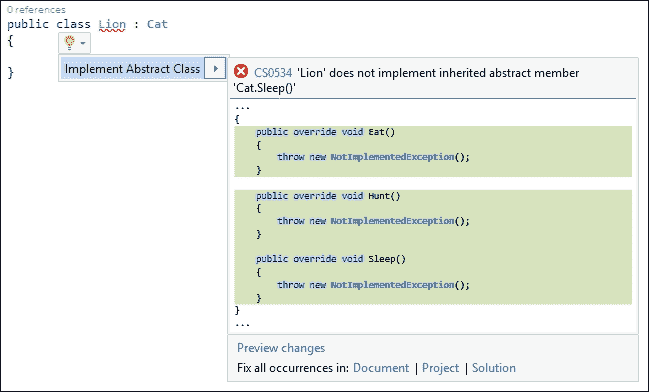 0 references
public class Lion : Cat
{
}
Implement Abstract Class
CS0534 'Lion' does not implement inherited abstract member
'Cat.Sleep()'
...
{
public override void Eat()
{
throw new NotImplementedException();
}
public override void Hunt()
{
throw new NotImplementedException();
}
public override void Sleep()
{
throw new NotImplementedException();
}
}
...
Preview changes
Fix all occurrences in: Document | Project | Solution